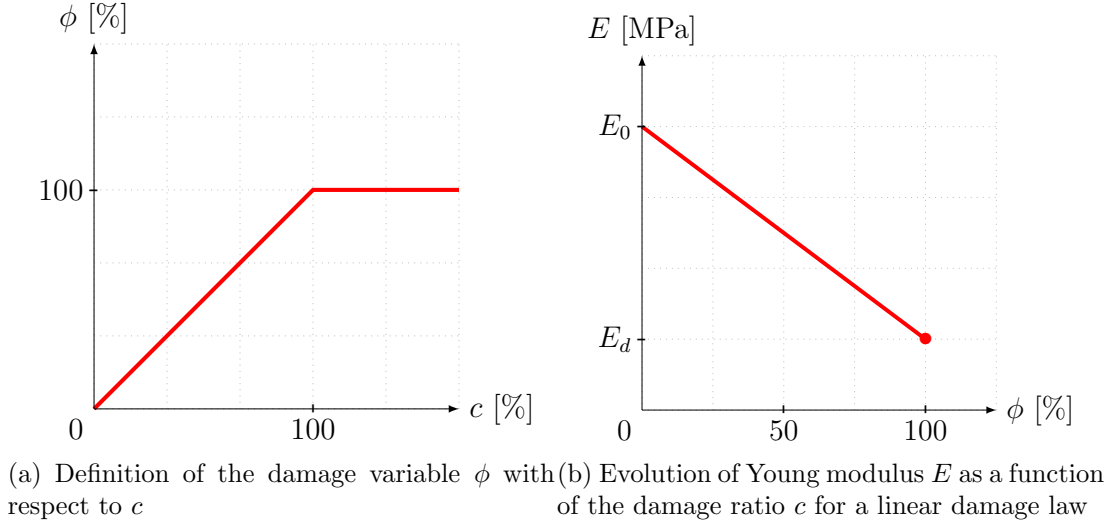 ϕ [%]
100
0
100
c [%]
(a) Definition of the damage variable ϕ with
respect to c
E [MPa]
E₀
E_d
0
50
100
ϕ [%]
(b) Evolution of Young modulus E as a function
of the damage ratio c for a linear damage law